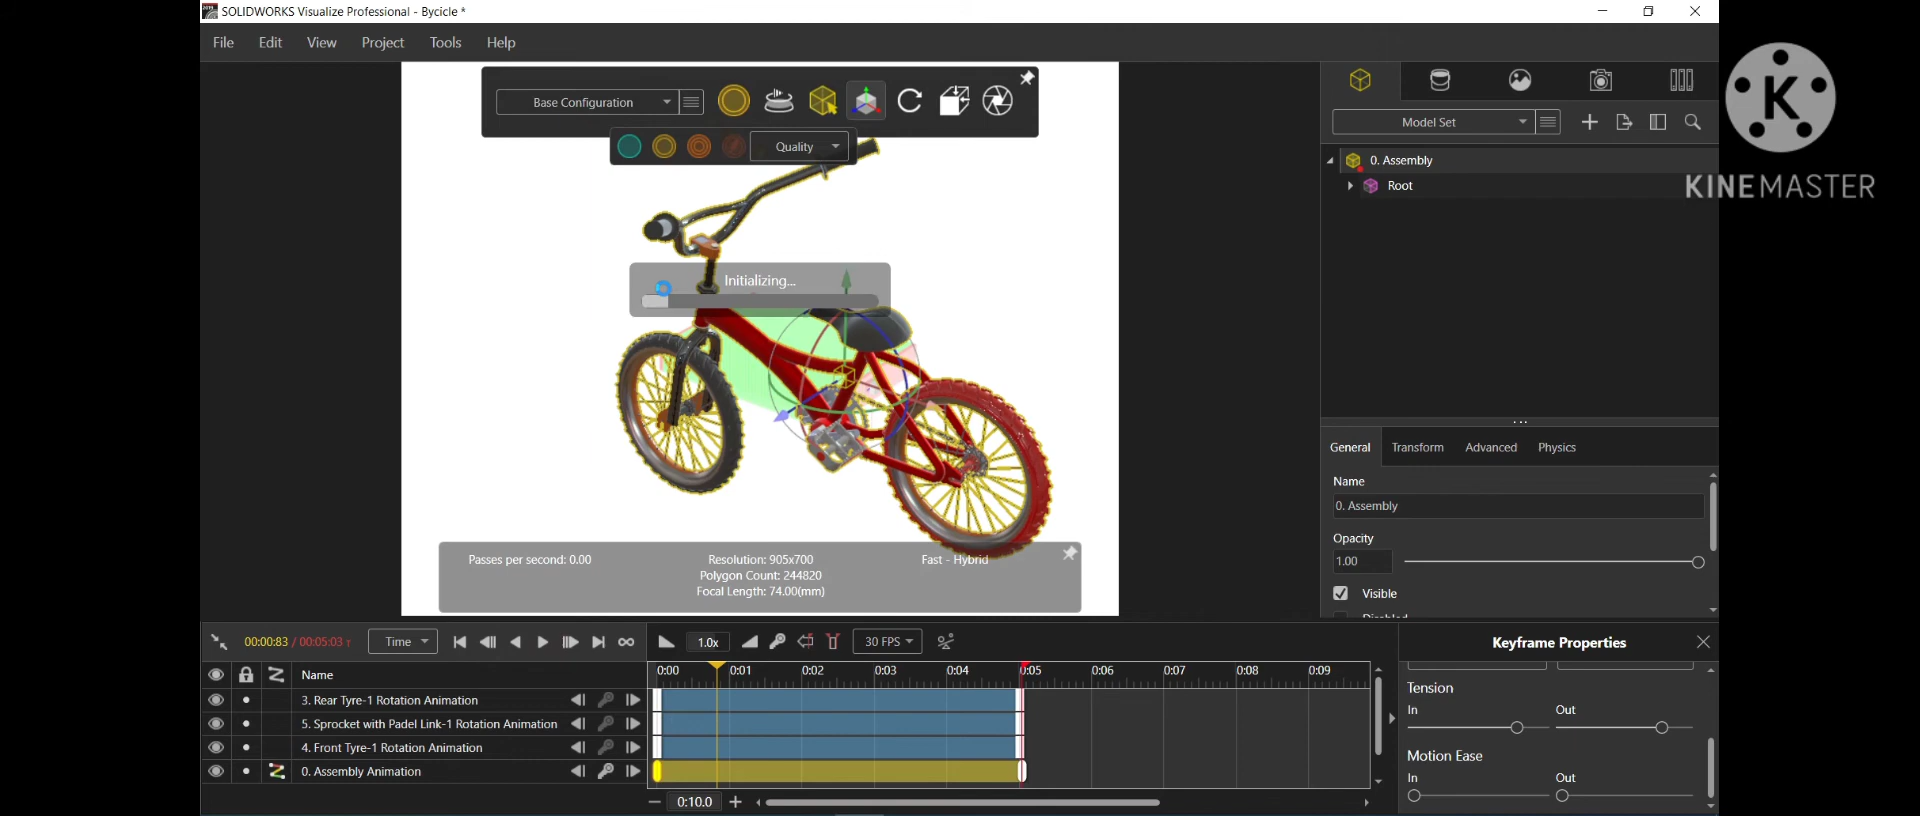 SOLIDWORKS Visualize Professional - Bycicle *
File Edit View Project Tools Help
Base Configuration
Quality
Initializing...
Passes per second: 0.00
Resolution: 905x700
Polygon Count: 244820
Focal Length: 74.00(mm)
Fast - Hybrid
Model Set
0. Assembly
Root
General Transform Advanced Physics
Name
0. Assembly
Opacity
1.00
Visible
Disabled
K
KINEMASTER
00:00:83 / 00:05:03 T
Time
1.0x
30 FPS
Name
0:00 0:01 0:02 0:03 0:04 0:05 0:06 0:07 0:08 0:09
3. Rear Tyre-1 Rotation Animation
5. Sprocket with Padel Link-1 Rotation Animation
4. Front Tyre-1 Rotation Animation
0. Assembly Animation
0:10.0
Keyframe Properties
Tension
In Out
Motion Ease
In Out